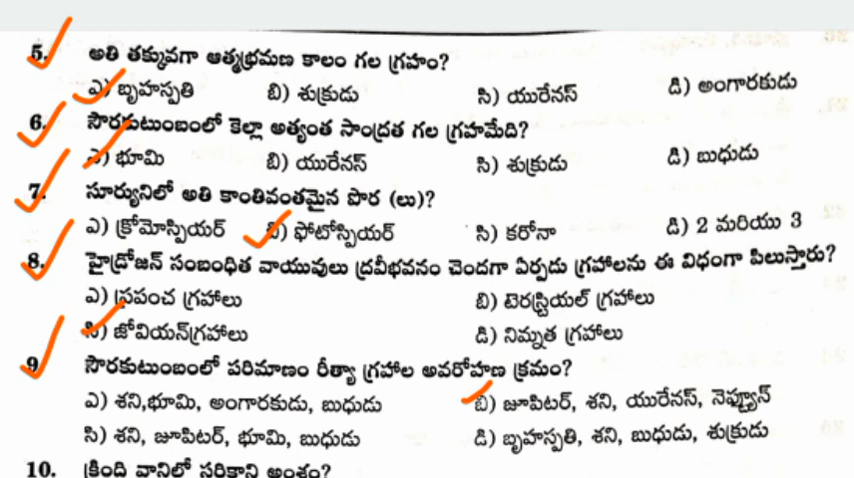 5. అతి తక్కువగా ఆత్మభ్రమణ కాలం గల గ్రహం?
ఎ) బృహస్పతి బి) శుక్రుడు సి) యురేనస్ డి) అంగారకుడు
6. సౌరకుటుంబంలో కెల్లా అత్యంత సాంద్రత గల గ్రహమేది?
ఎ) భూమి బి) యురేనస్ సి) శుక్రుడు డి) బుధుడు
7. సూర్యునిలో అతి కాంతివంతమైన పొర (లు)?
ఎ) క్రోమోస్పియర్ బి) ఫోటోస్పియర్ సి) కరోనా డి) 2 మరియు 3
8. హైడ్రోజన్ సంబంధిత వాయువులు ద్రవీభవనం చెందగా ఏర్పడు గ్రహాలను ఈ విధంగా పిలుస్తారు?
ఎ) ప్రపంచ గ్రహాలు బి) టెరస్ట్రియల్ గ్రహాలు
సి) జోవియన్‌గ్రహాలు డి) నిమ్నత గ్రహాలు
9. సౌరకుటుంబంలో పరిమాణం రీత్యా గ్రహాల అవరోహణ క్రమం?
ఎ) శని,భూమి, అంగారకుడు, బుధుడు బి) జూపిటర్, శని, యురేనస్, నెఫ్ట్యూన్
సి) శని, జూపిటర్, భూమి, బుధుడు డి) బృహస్పతి, శని, బుధుడు, శుక్రుడు
10. క్రింది వానిలో సరికాని అంశం?